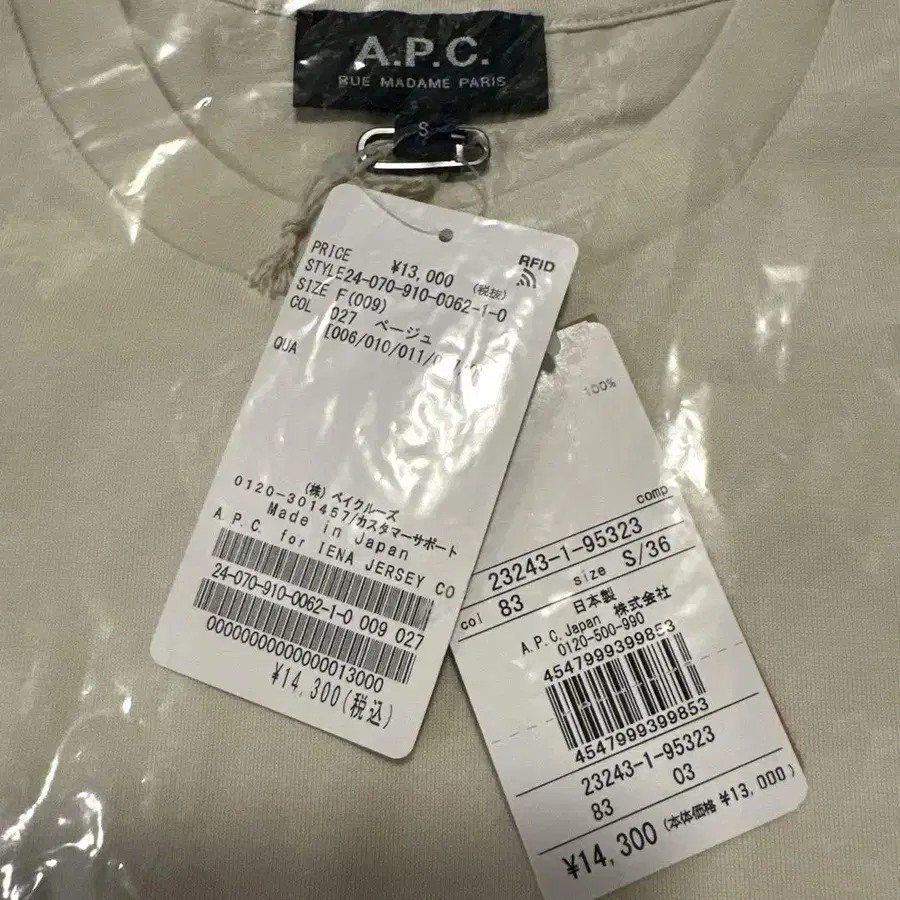 A.P.C.
RUE MADAME PARIS
S
RFID
PRICE ¥13,000 (税抜)
STYLE24-070-910-0062-1-0
SIZE F(009)
COL 027 ベージュ
[006/010/011/
QUA
(株)ベイクルーズ
0120-301457/カスタマーサポート
Made in Japan
A.P.C. for IENA JERSEY CO
24-070-910-0062-1-0 009 027
0000000000000013000
¥14,300(税込)
100%
comp
23243-1-95323
col 83 size S/36
日本製
A.P.C.Japan 株式会社
0120-500-990
4547999399853
4547999399853
23243-1-95323
83 03
¥14,300 (本体価格 ¥13,000)